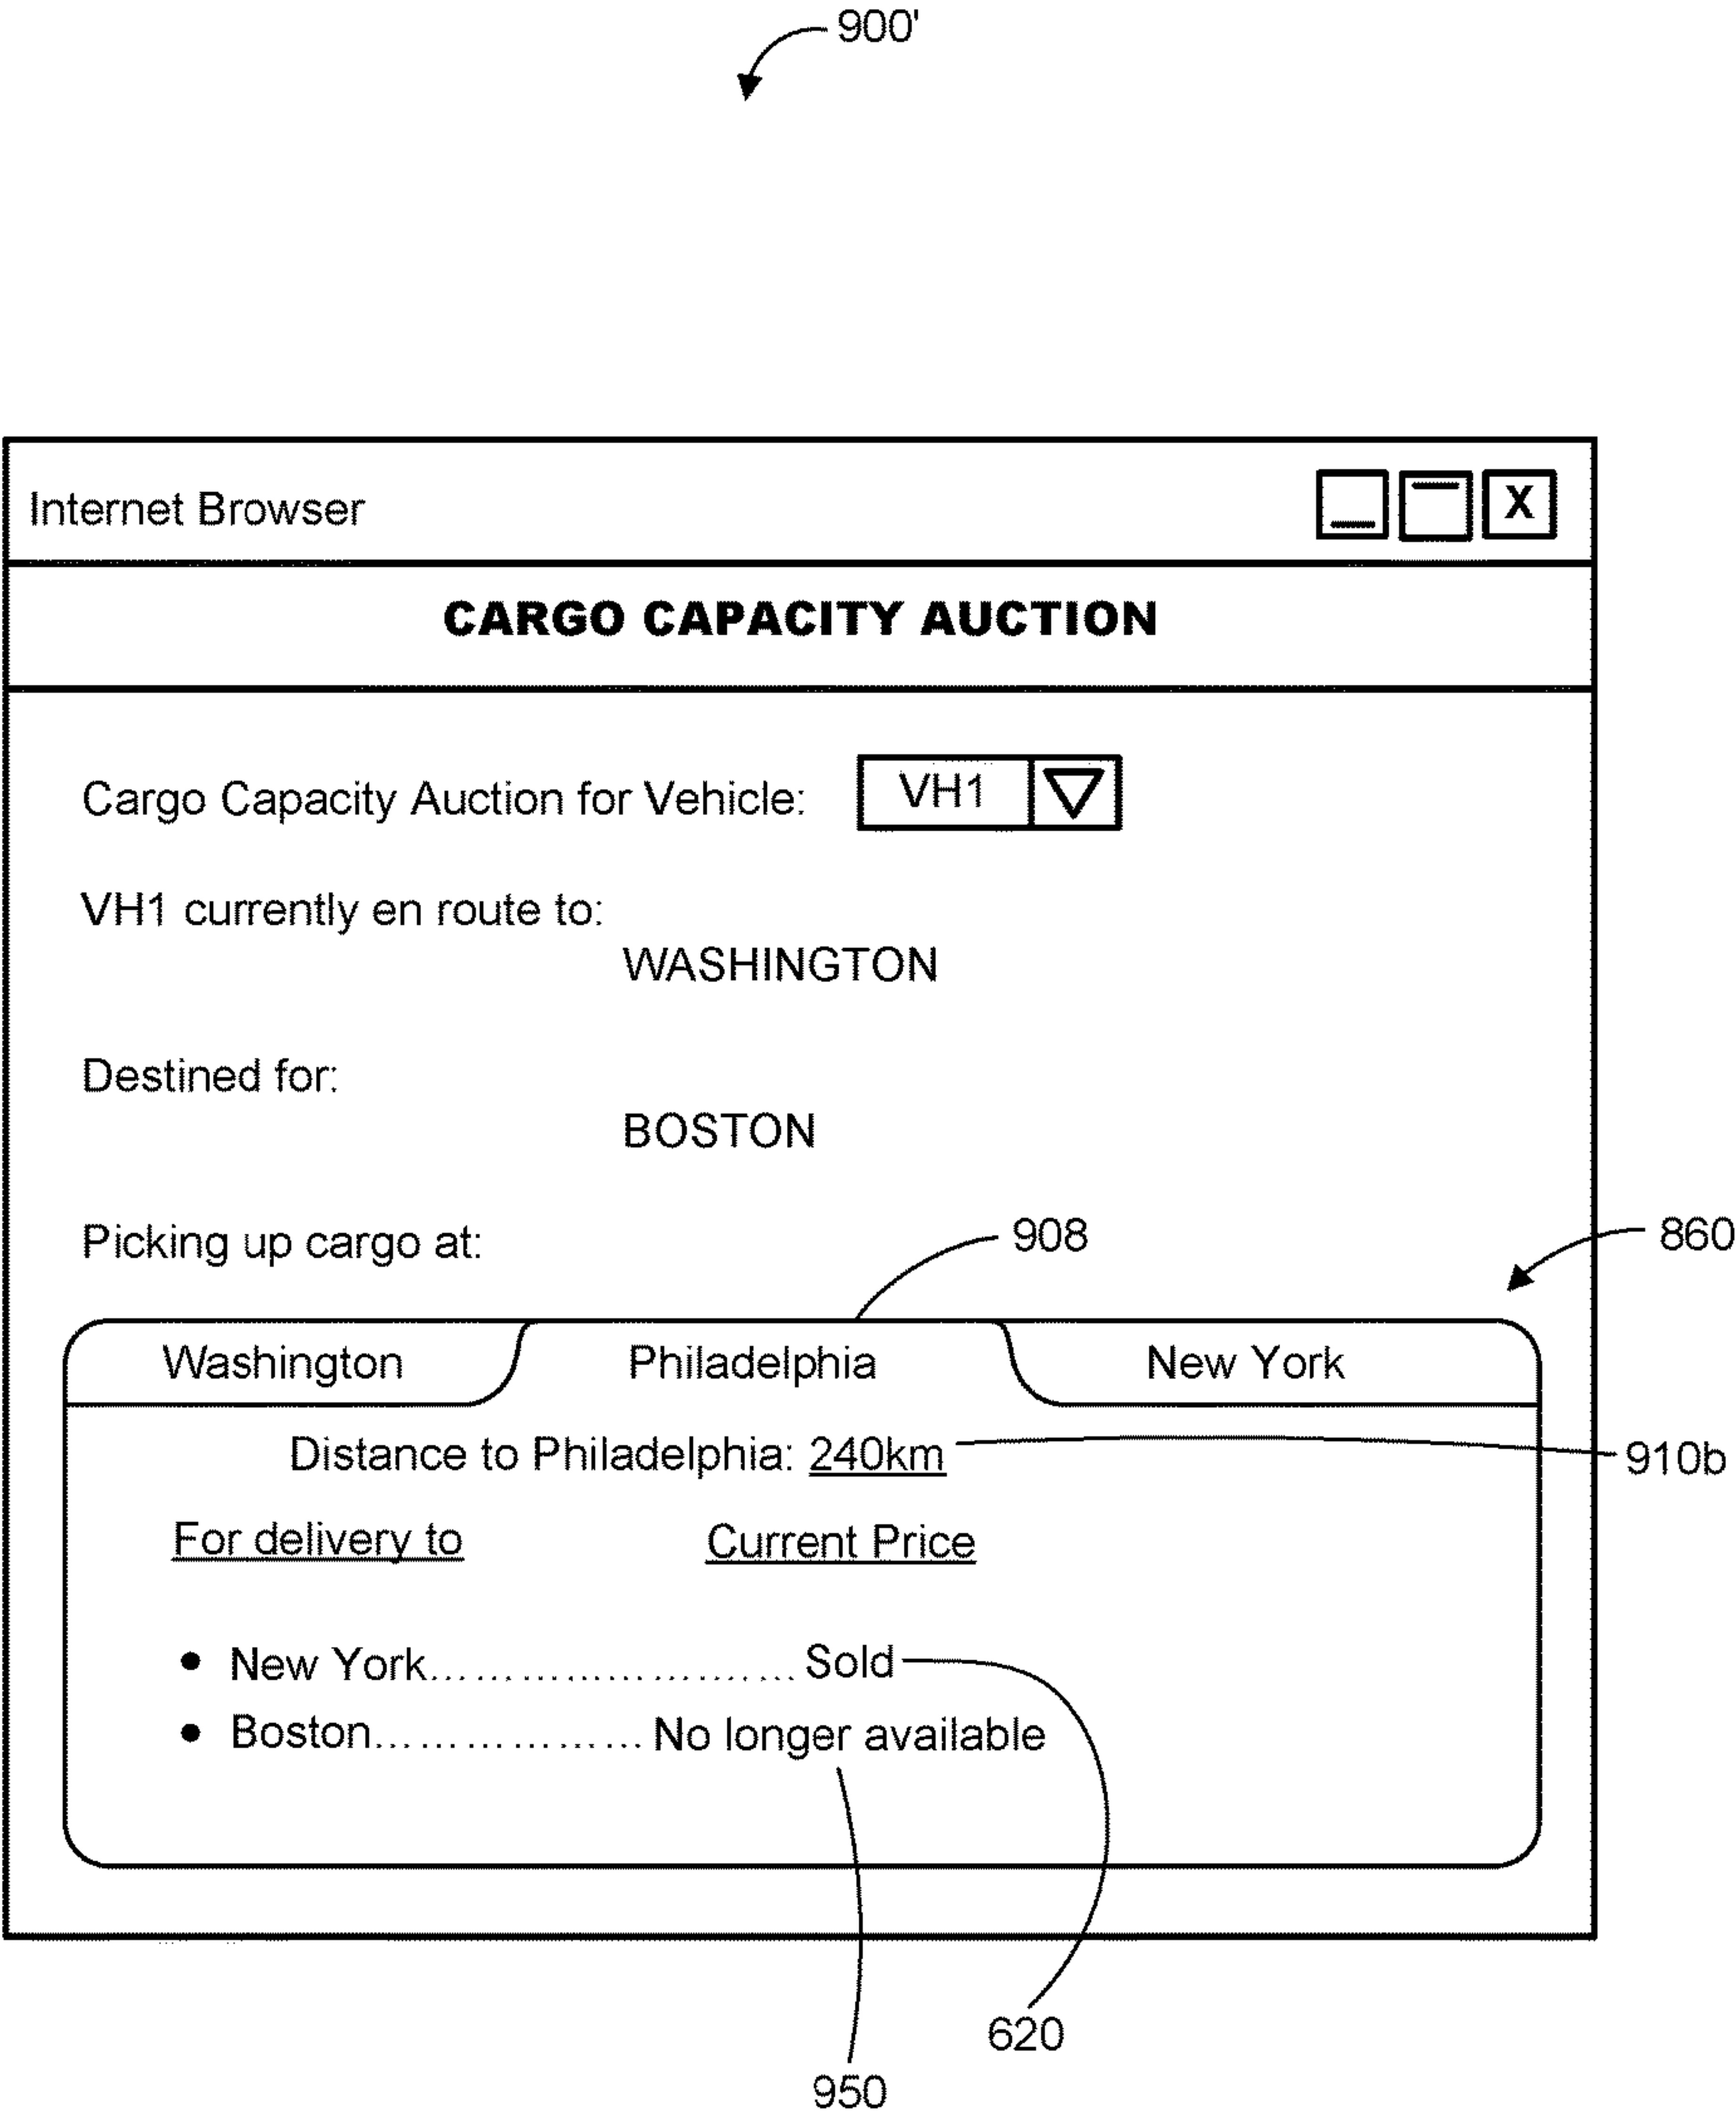 900'
Internet Browser
X
CARGO CAPACITY AUCTION
Cargo Capacity Auction for Vehicle: VH1
VH1 currently en route to:
WASHINGTON
Destined for:
BOSTON
Picking up cargo at:
908
860
Washington Philadelphia New York
Distance to Philadelphia: 240km
910b
For delivery to Current Price
• New York........................ Sold
• Boston.................. No longer available
620
950